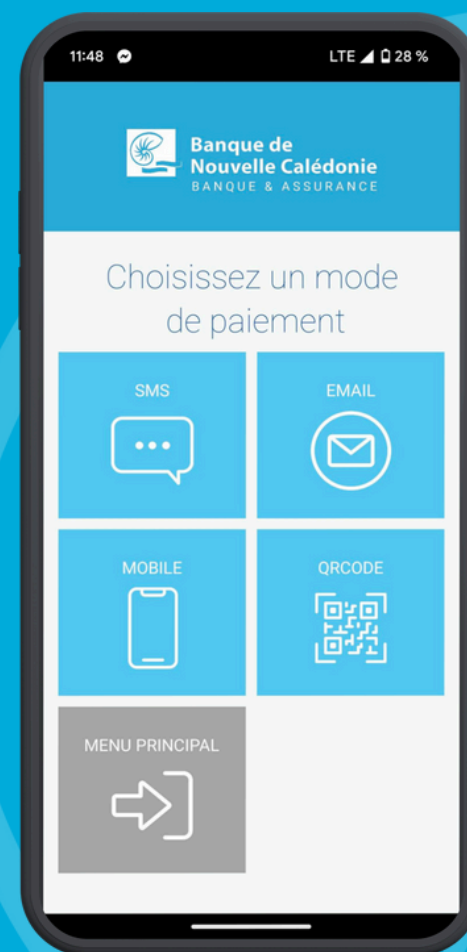 11:48
LTE 28 %
Banque de
Nouvelle Calédonie
BANQUE & ASSURANCE
Choisissez un mode
de paiement
SMS
EMAIL
MOBILE
QRCODE
MENU PRINCIPAL